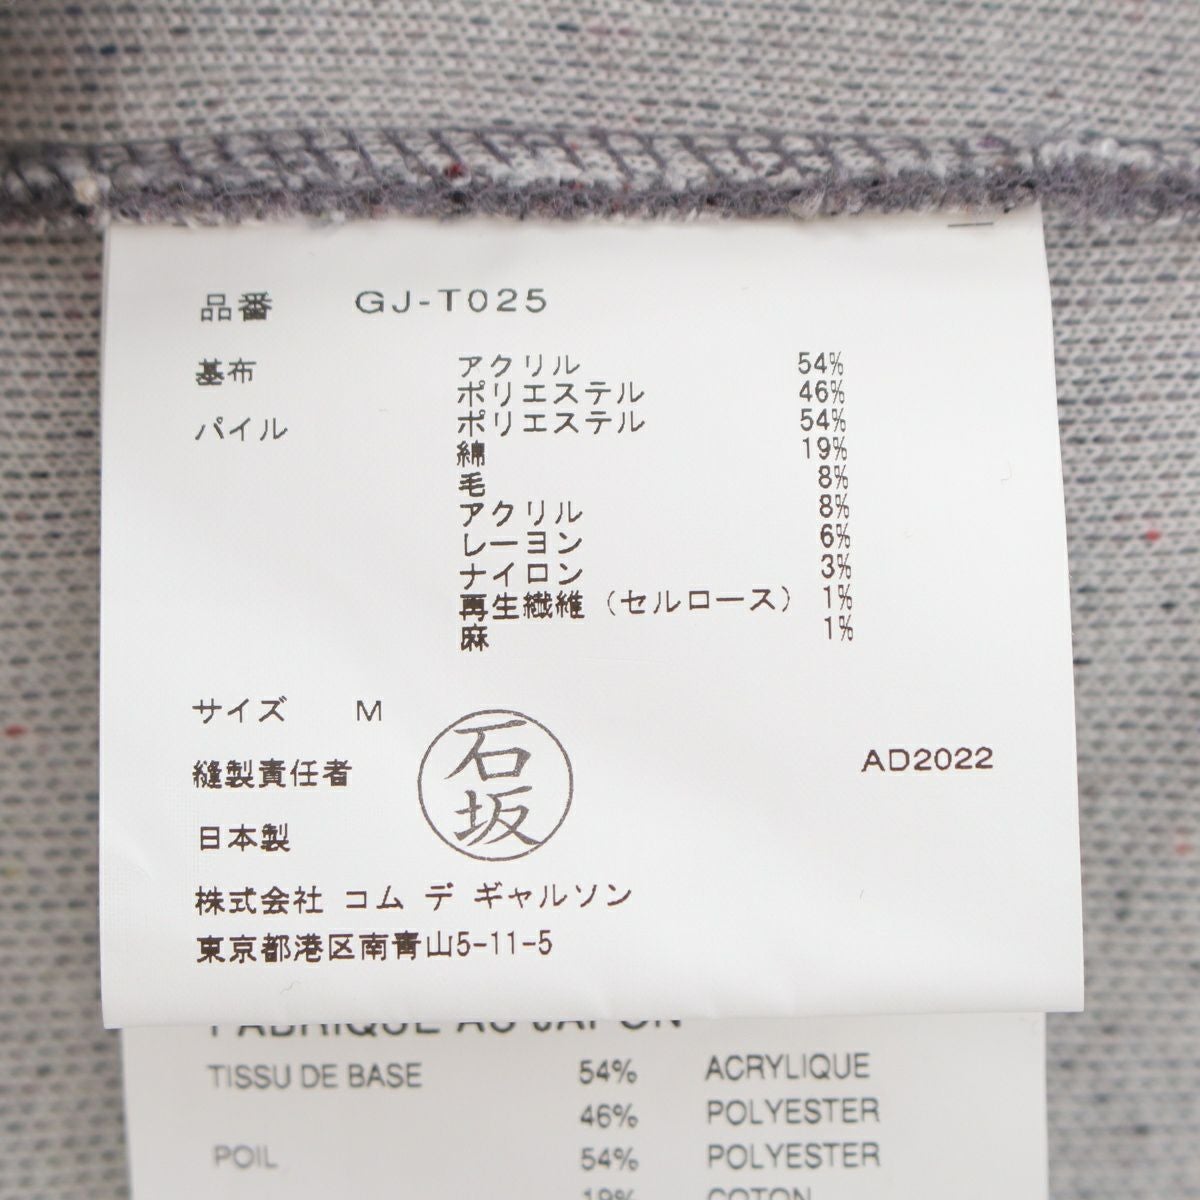 品番 GJ-T025
基布 アクリル 54%
ポリエステル 46%
パイル ポリエステル 54%
綿 19%
毛 8%
アクリル 8%
レーヨン 6%
ナイロン 3%
再生繊維（セルロース） 1%
麻 1%
サイズ M
石坂
縫製責任者
AD2022
日本製
株式会社 コム デ ギャルソン
東京都港区南青山5-11-5
FABRIQUÉ AU JAPON
TISSU DE BASE 54% ACRYLIQUE
46% POLYESTER
POIL 54% POLYESTER
19% COTON